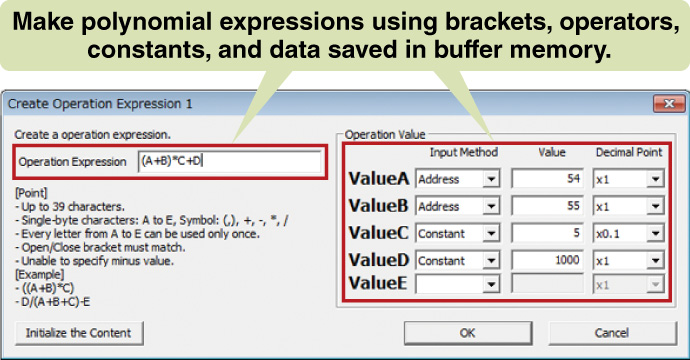 Make polynomial expressions using brackets, operators,
constants, and data saved in buffer memory.
Create Operation Expression 1
Create a operation expression.
Operation Expression (A+B)*C+D
[Point]
- Up to 39 characters.
- Single-byte characters: A to E, Symbol: (,), +, -, *, /
- Every letter from A to E can be used only once.
- Open/Close bracket must match.
- Unable to specify minus value.
[Example]
- ((A+B)*C)
- D/(A+B+C)-E
Initialize the Content
Operation Value
Input Method Value Decimal Point
ValueA Address 54 x1
ValueB Address 55 x1
ValueC Constant 5 x0.1
ValueD Constant 1000 x1
ValueE x1
OK
Cancel